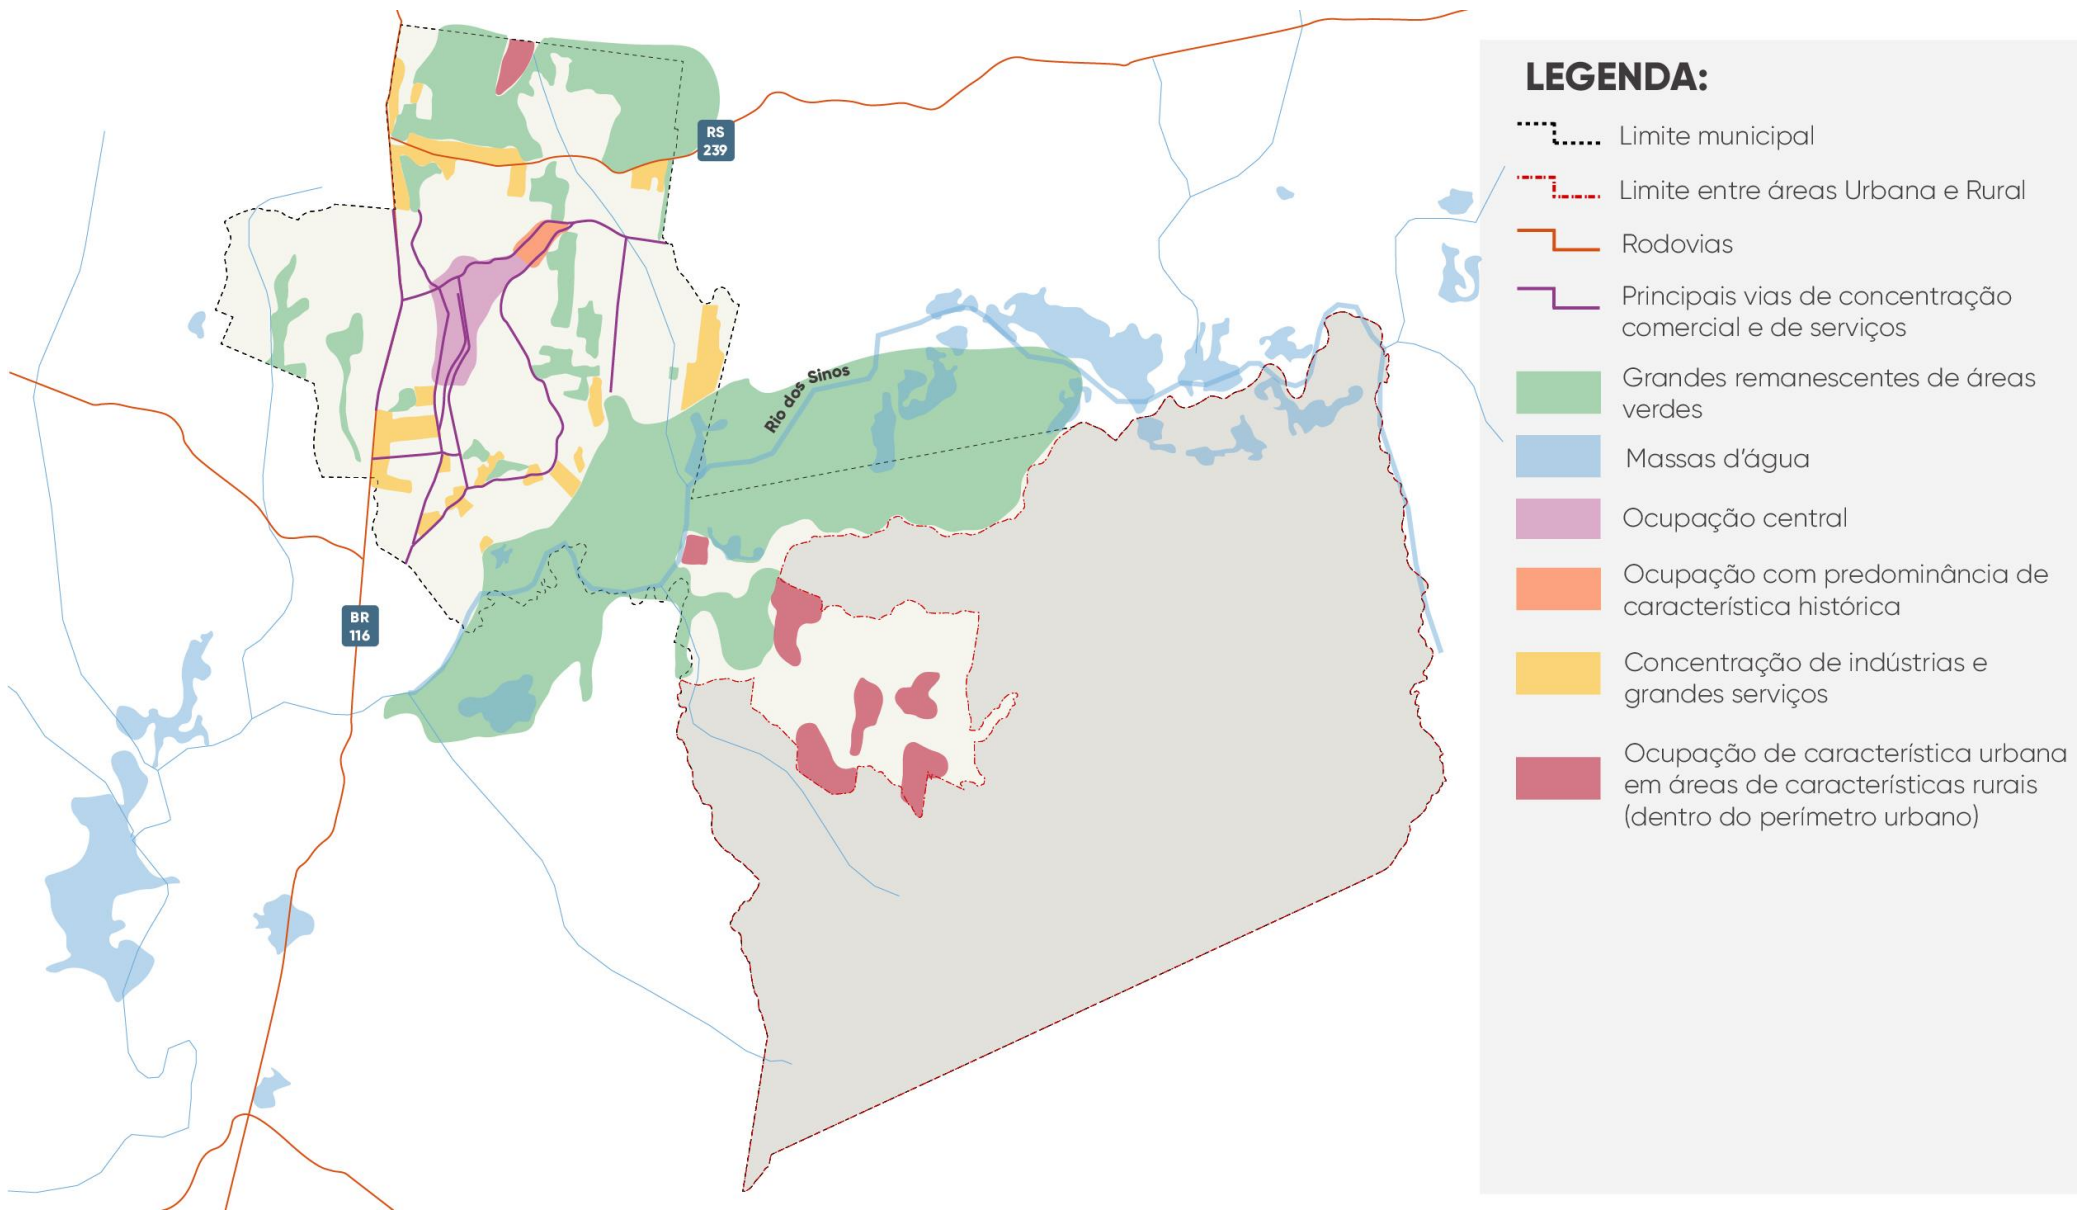 RS
239
Rio dos Sinos
BR
116
LEGENDA:
Limite municipal
Limite entre áreas Urbana e Rural
Rodovias
Principais vias de concentração
comercial e de serviços
Grandes remanescentes de áreas
verdes
Massas d'água
Ocupação central
Ocupação com predominância de
característica histórica
Concentração de indústrias e
grandes serviços
Ocupação de característica urbana
em áreas de características rurais
(dentro do perímetro urbano)